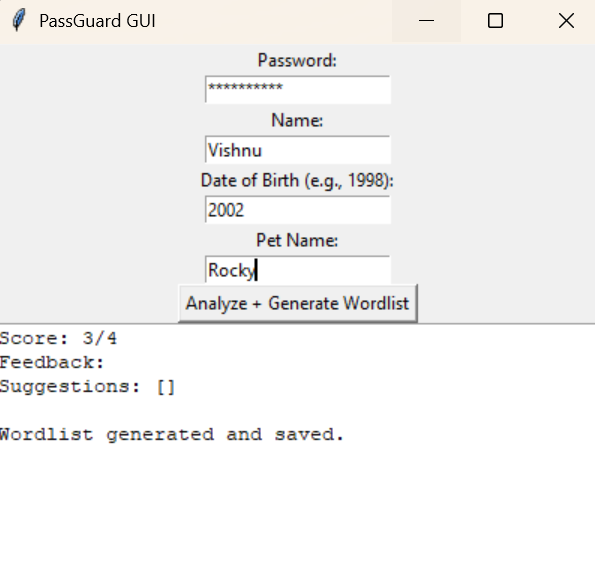 PassGuard GUI
Password:
**********
Name:
Vishnu
Date of Birth (e.g., 1998):
2002
Pet Name:
Rocky
Analyze + Generate Wordlist
Score: 3/4
Feedback:
Suggestions: []
Wordlist generated and saved.